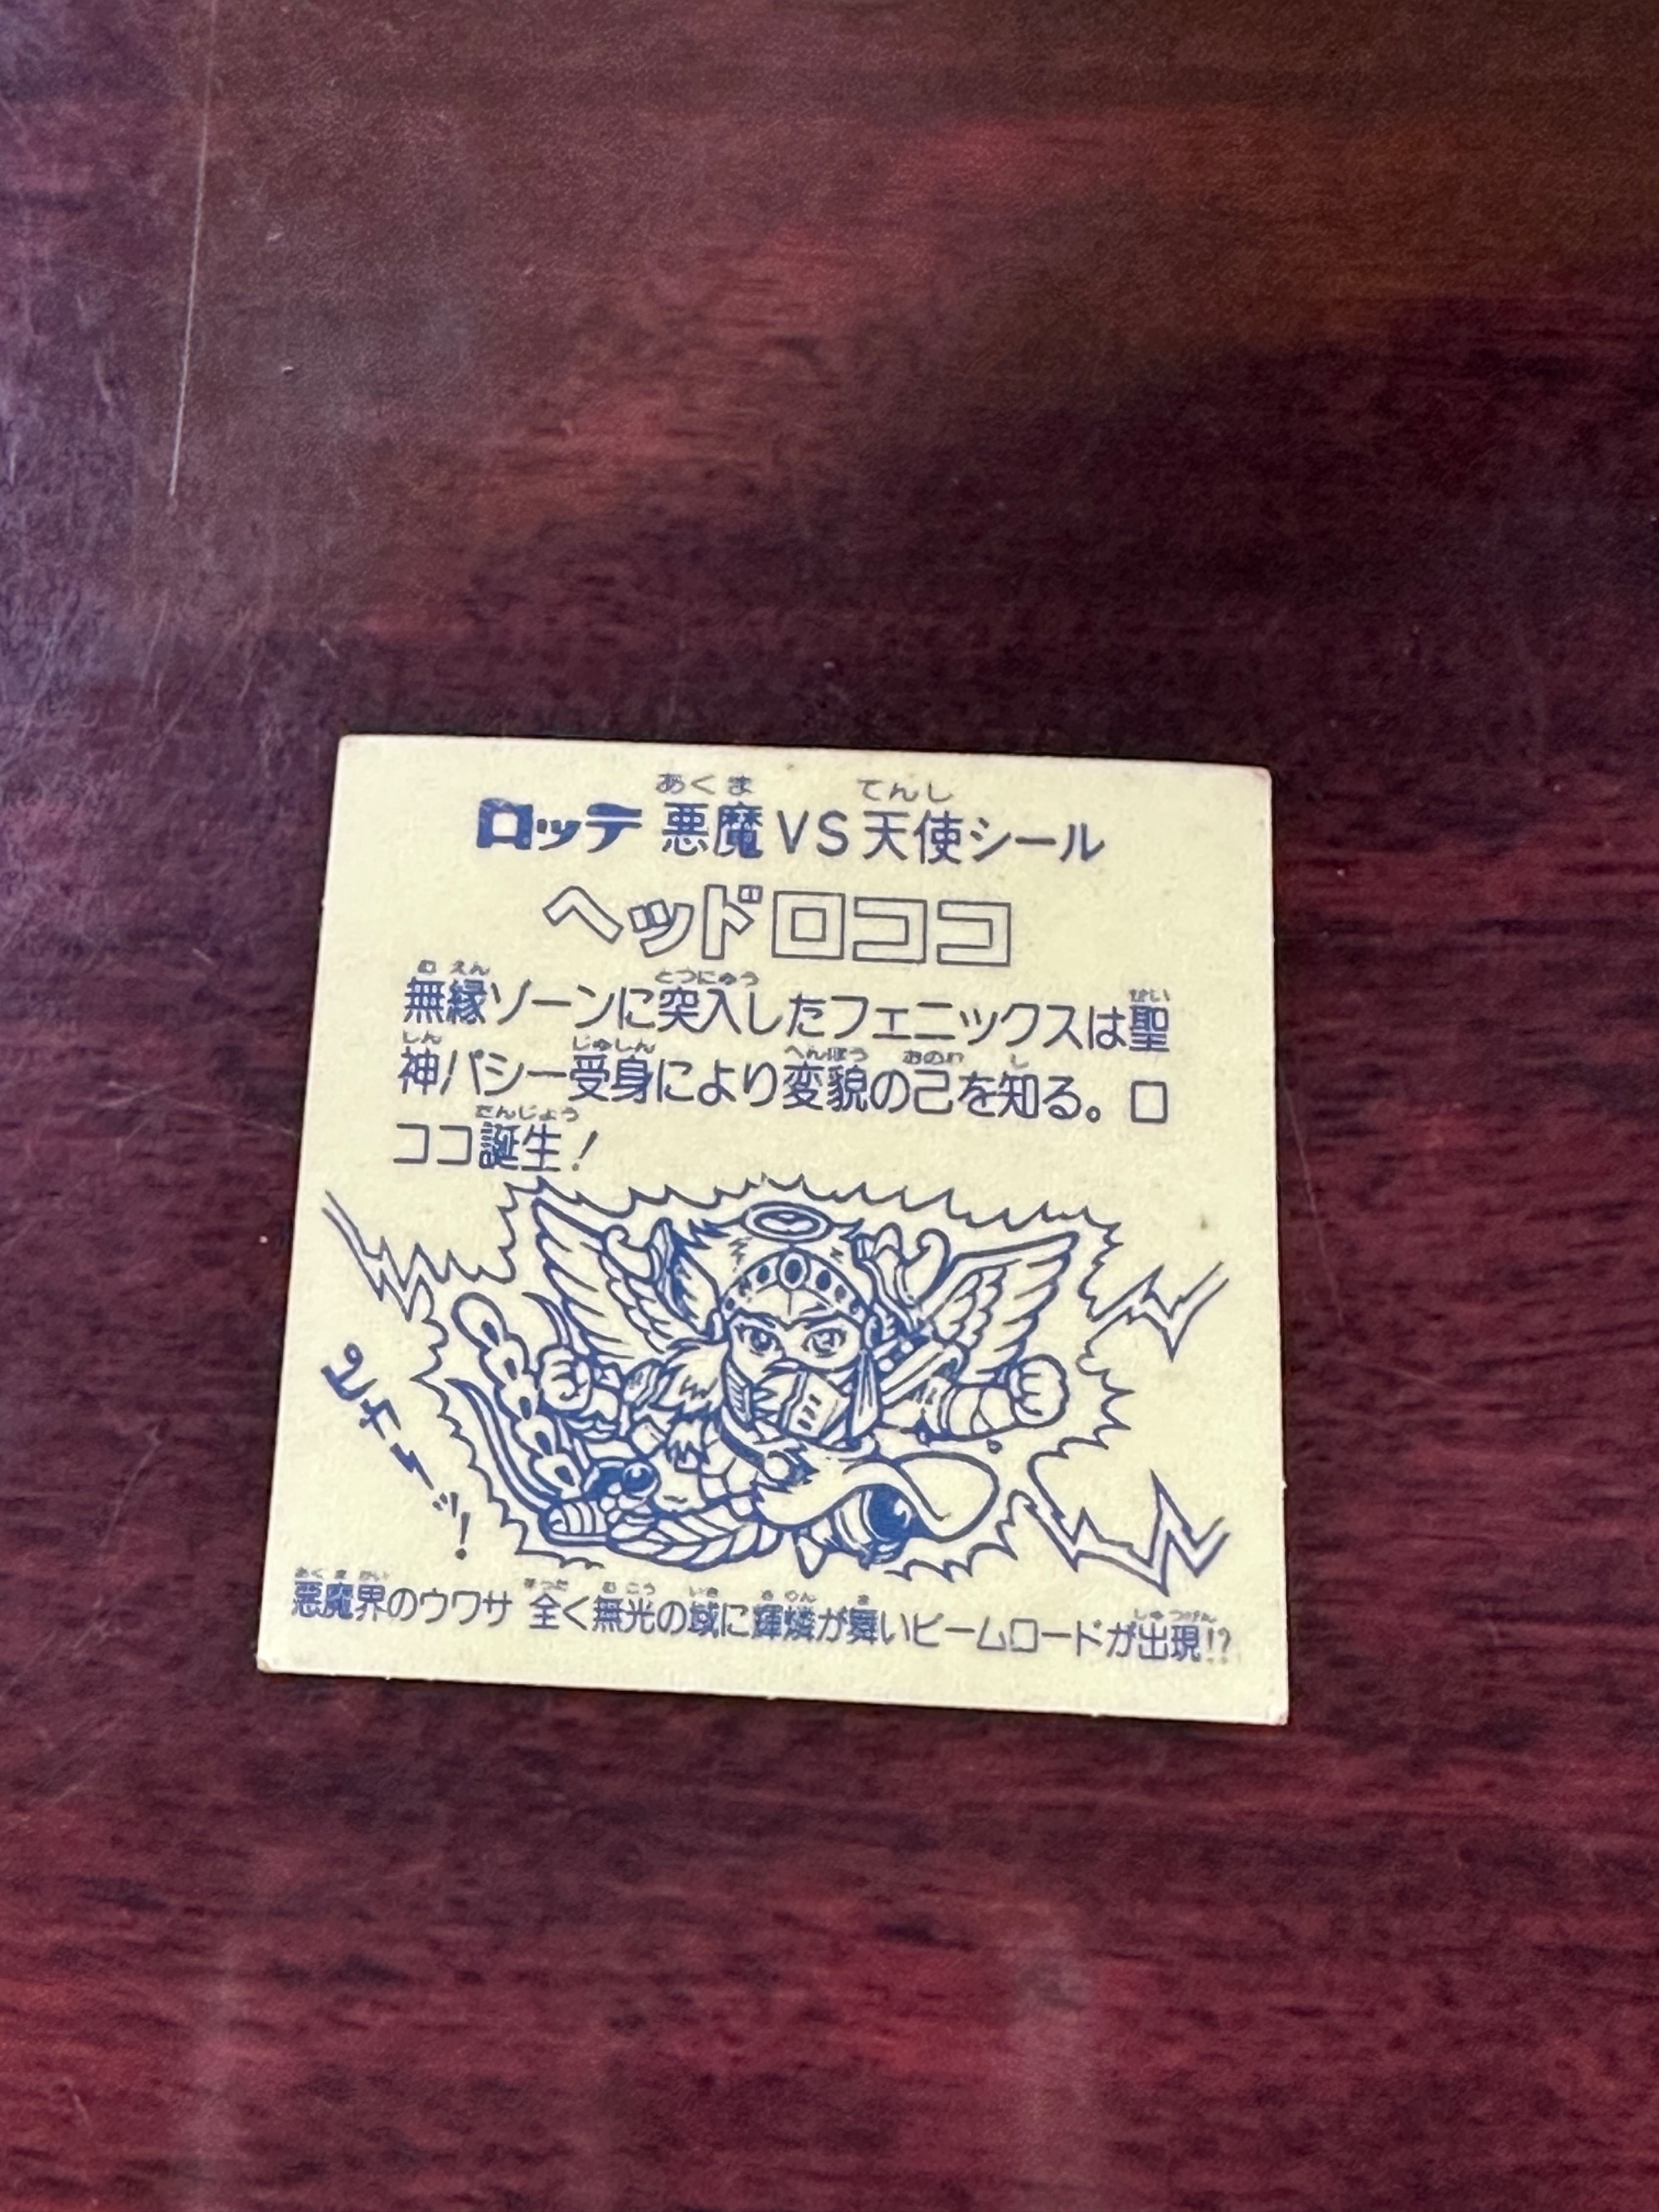 ロッテ 悪魔VS天使シール
ヘッドロココ
無縁ゾーンに突入したフェニックスは聖
神パシー受身により変貌の己を知る。ロ
ココ誕生!
悪魔界のウワサ 全く無光の域に輝燐が舞いビームロードが出現!?